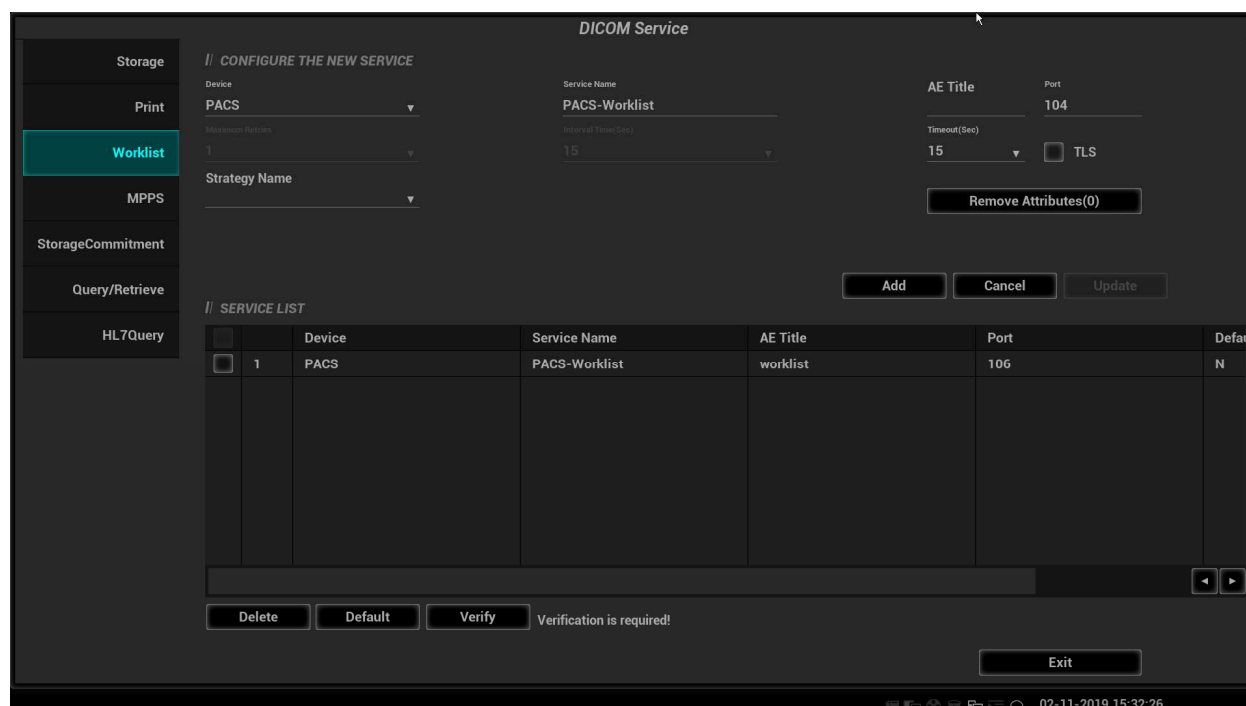 DICOM Service
Storage
Print
Worklist
MPPS
StorageCommitment
Query/Retrieve
HL7Query
CONFIGURE THE NEW SERVICE
Device
Service Name
AE Title
Port
PACS
PACS-Worklist
104
Maximum Retries
Interval Time(Sec)
Timeout(Sec)
1
15
15
TLS
Strategy Name
Remove Attributes(0)
Add
Cancel
Update
SERVICE LIST
Device Service Name AE Title Port Defau
1 PACS PACS-Worklist worklist 106 N
Delete
Default
Verify
Verification is required!
Exit
02-11-2019 15:32:26